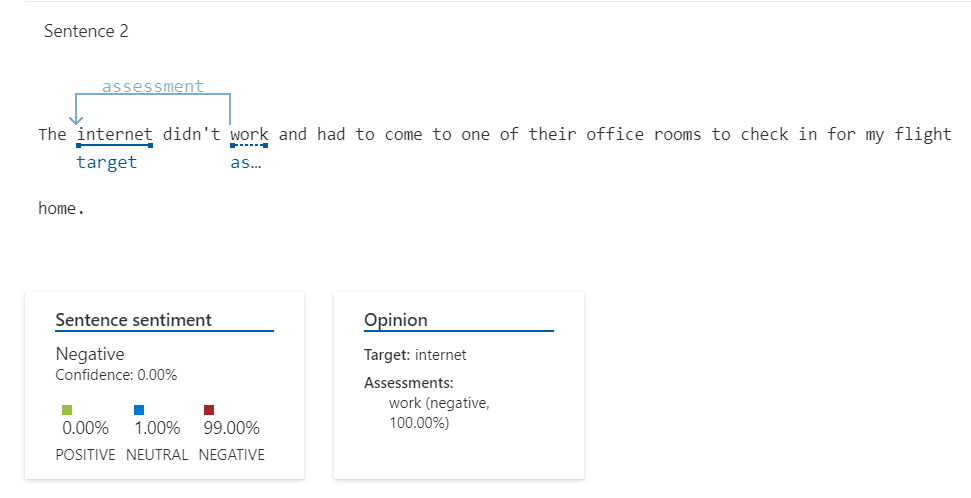 Sentence 2
assessment
The internet didn't work and had to come to one of their office rooms to check in for my flight
target as…
home.
Sentence sentiment
Negative
Confidence: 0.00%
0.00% 1.00% 99.00%
POSITIVE NEUTRAL NEGATIVE
Opinion
Target: internet
Assessments:
work (negative,
100.00%)